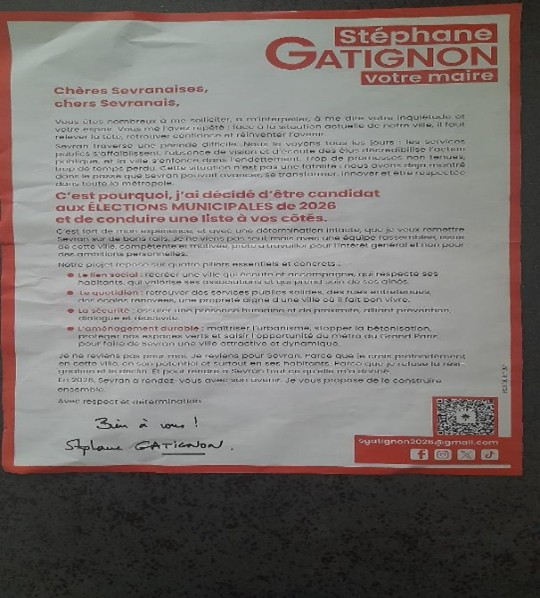 Stéphane
GATIGNON
votre maire
Chères Sevranaises,
chers Sevranais,
Vous êtes nombreux à me solliciter, à m'interpeler, à me dire votre inquiétude et
votre espoir. Vous me l'avez répété : face à la situation actuelle de notre ville, il faut
relever la tête, retrouver confiance et réinventer l'avenir.
Sevran traverse une période difficile. Nous le voyons tous les jours : les services
publics s'affaiblissent, l'absence de vision et d'écoute des élus décrédibilise l'action
publique, et la ville s'enfonce dans l'endettement. Trop de promesses non tenues,
trop de temps perdu. Cette situation n'est pas une fatalité : nous avons déjà montré
dans le passé que Sevran pouvait avancer, se transformer, innover et être respectée
dans toute la métropole.
C'est pourquoi, j'ai décidé d'être candidat
aux ÉLECTIONS MUNICIPALES de 2026
et de conduire une liste à vos côtés.
C'est fort de mon expérience, et avec une détermination intacte, que je veux remettre
Sevran sur de bons rails. Je ne viens pas seul mais avec une équipe rassemblée, issue
de cette ville, compétente et motivée, prête à travailler pour l'intérêt général et non pour
des ambitions personnelles.
Notre projet repose sur quatre piliers essentiels et concrets :
Le lien social : recréer une ville qui écoute et accompagne, qui respecte ses
habitants, qui valorise ses associations et qui prend soin de ses aînés.
Le quotidien : retrouver des services publics solides, des rues entretenues,
des écoles rénovées, une propreté digne d'une ville où il fait bon vivre.
La sécurité : assurer une présence humaine et de proximité, alliant prévention,
dialogue et réactivité.
L'aménagement durable : maîtriser l'urbanisme, stopper la bétonisation,
protéger nos espaces verts et saisir l'opportunité du métro du Grand Paris
pour faire de Sevran une ville attractive et dynamique.
Je ne reviens pas pour moi. Je reviens pour Sevran. Parce que je crois profondément
en cette ville, en son potentiel et surtout en ses habitants. Parce que je refuse la rési-
gnation et le déclin. Et pour rendre à Sevran tout ce qu'elle m'a donné.
En 2026, Sevran a rendez-vous avec son avenir. Je vous propose de le construire
ensemble.
Avec respect et détermination
Bien à vous !
Stéphane GATIGNON.
sgatignon2026@gmail.com